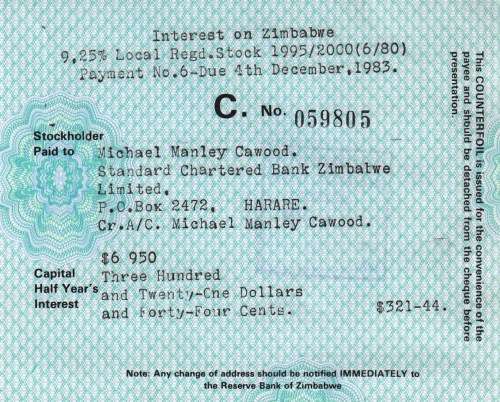 Interest on Zimbabwe
9,25% Local Regd.Stock 1995/2000(6/80)
Payment No.6-Due 4th December,1983.
C. No. 059805
Stockholder
Paid to
Michael Manley Cawood.
Standard Chartered Bank Zimbabwe
Limited,
P.O.Box 2472, HARARE.
Cr.A/C. Michael Manley Cawood.
$6 950
Capital
Half Year's
Interest
Three Hundred
and Twenty-One Dollars
and Forty-Four Cents.
$321-44.
Note: Any change of address should be notified IMMEDIATELY to
the Reserve Bank of Zimbabwe
This COUNTERFOIL is issued for the convenience of the
payee and should be detached from the cheque before
presentation.